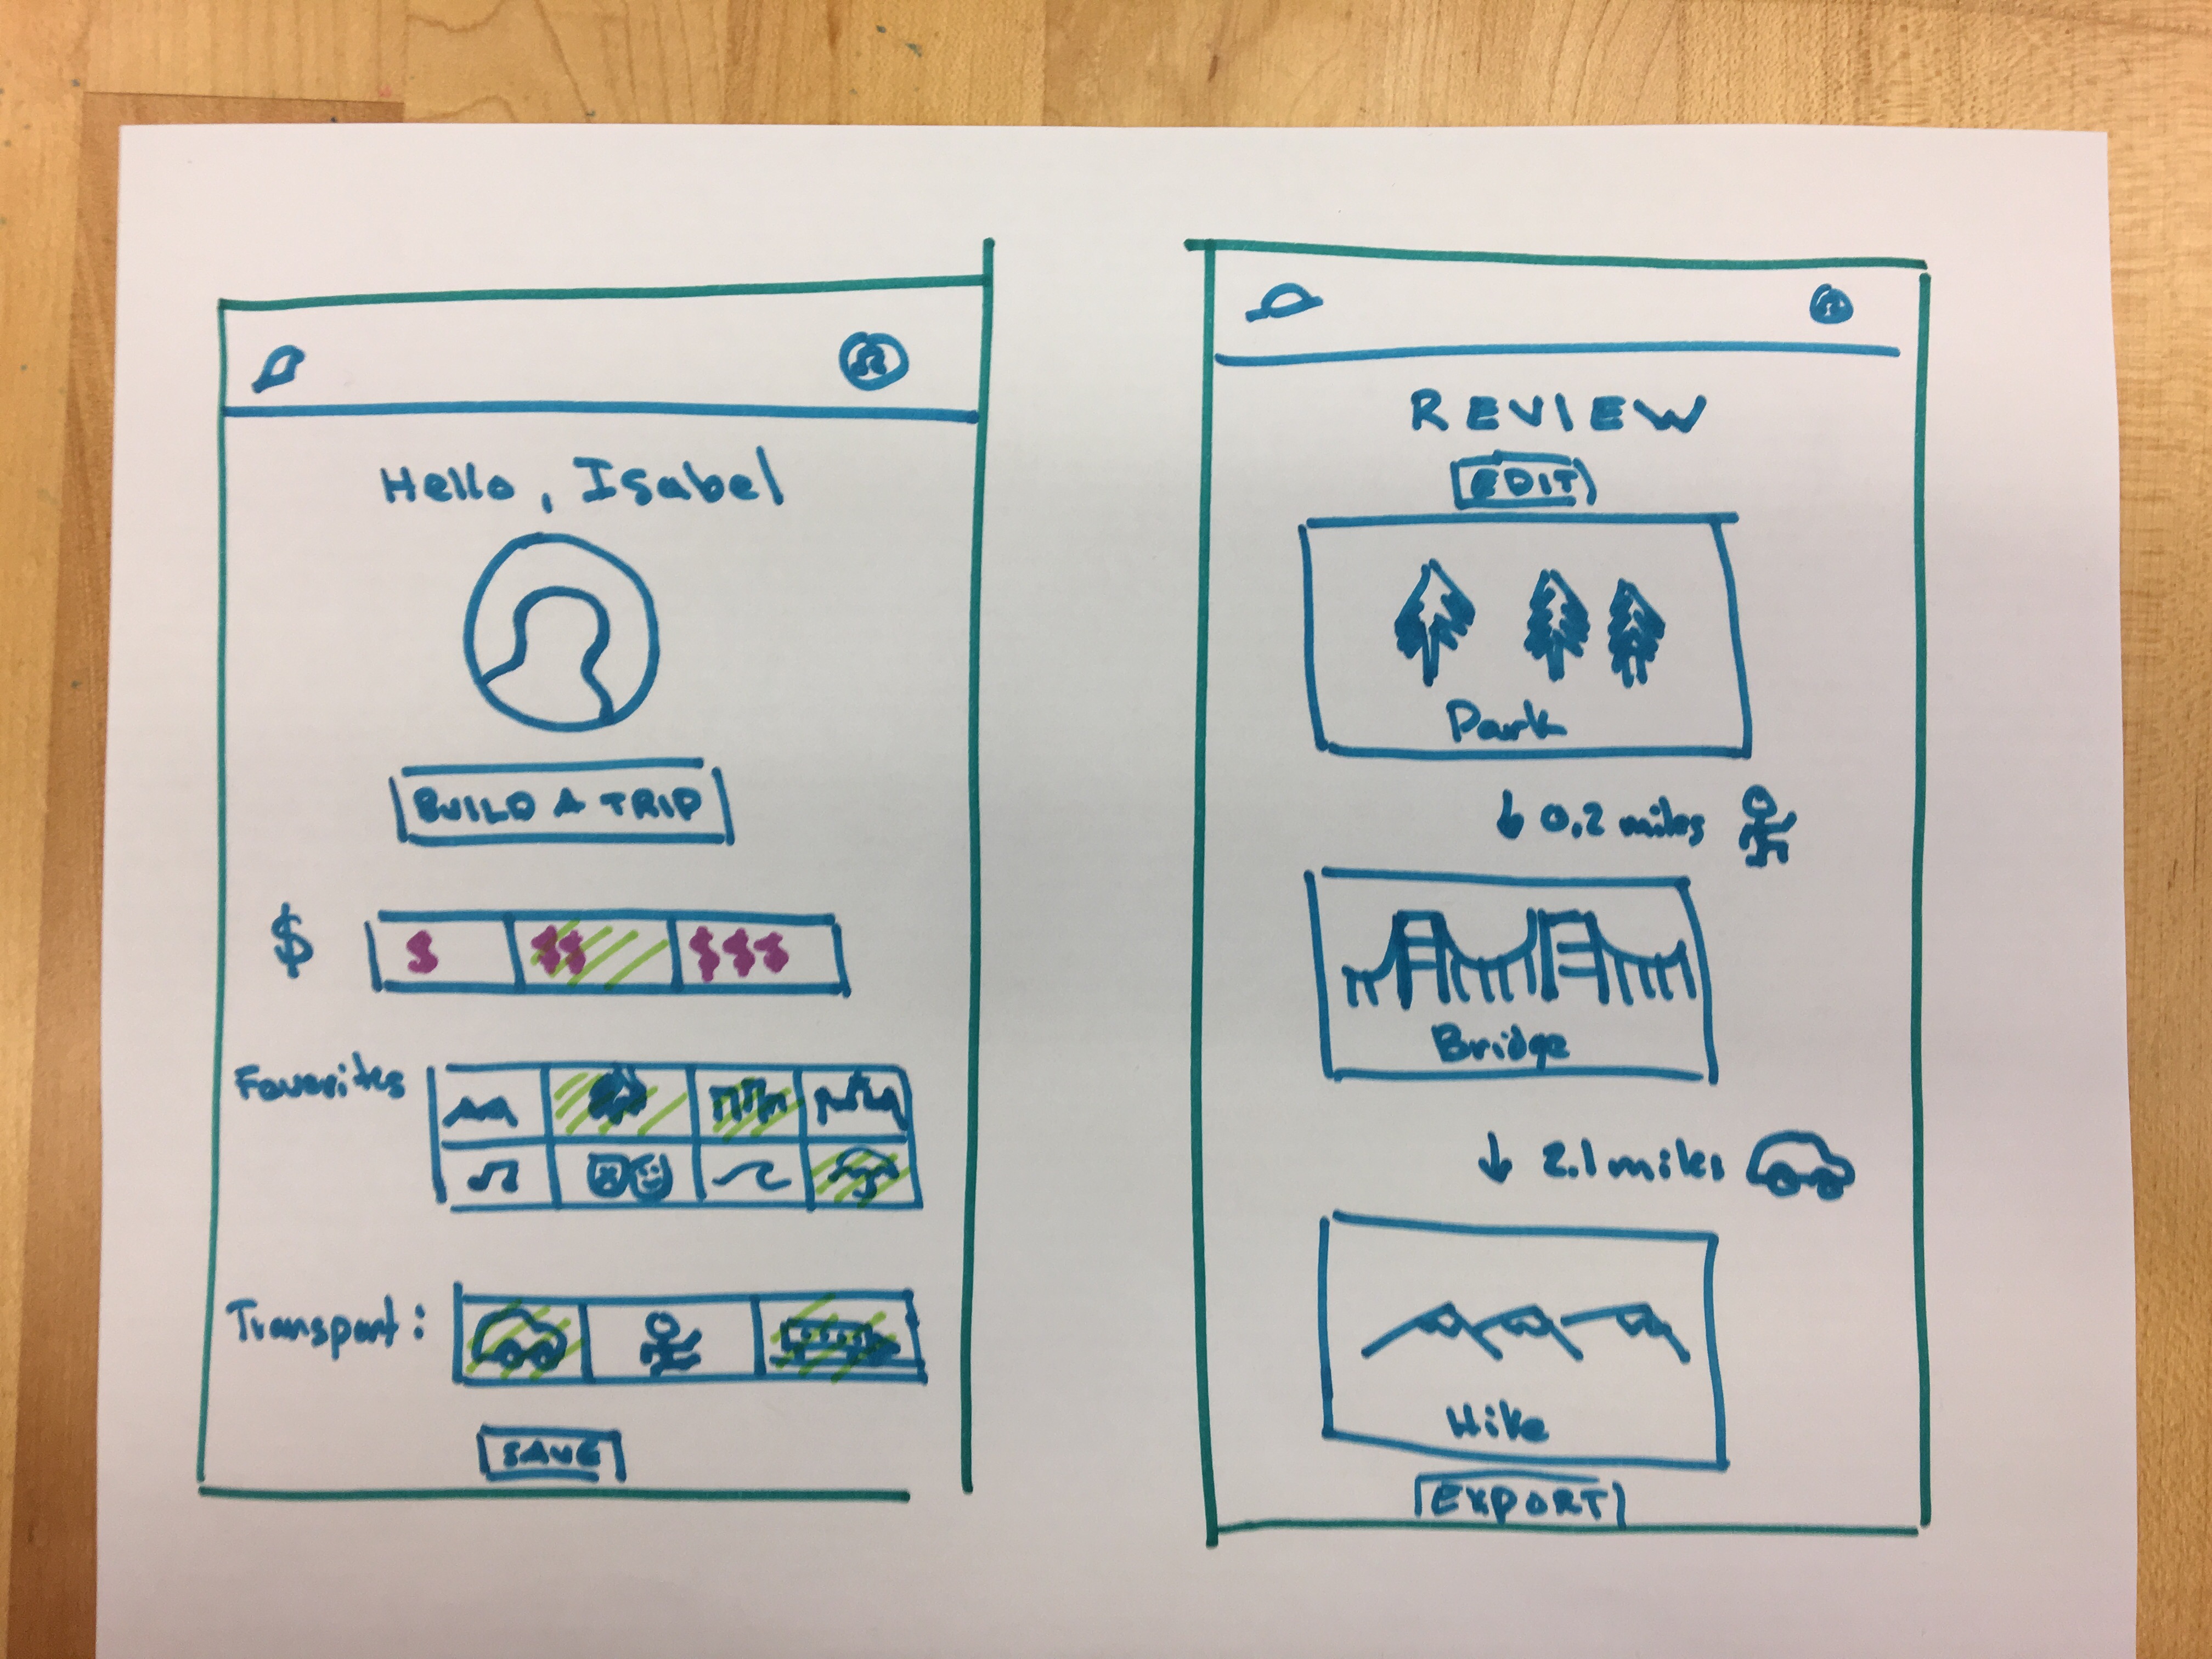 Hello, Isabel
BUILD A TRIP
$ $ $$ $$$
Favorites
Transport:
SAVE
REVIEW
EDIT
Park
↓ 0.2 miles
Bridge
↓ 2.1 miles
Hike
EXPORT